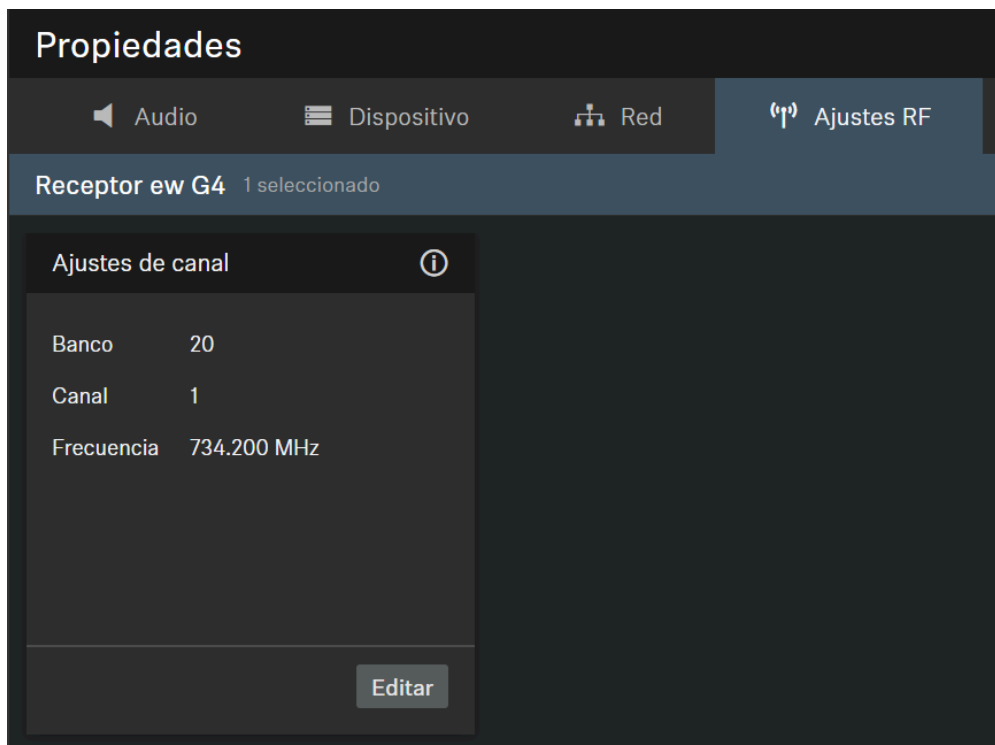 Propiedades
Audio Dispositivo Red Ajustes RF
Receptor ew G4 1 seleccionado
Ajustes de canal
Banco 20
Canal 1
Frecuencia 734.200 MHz
Editar